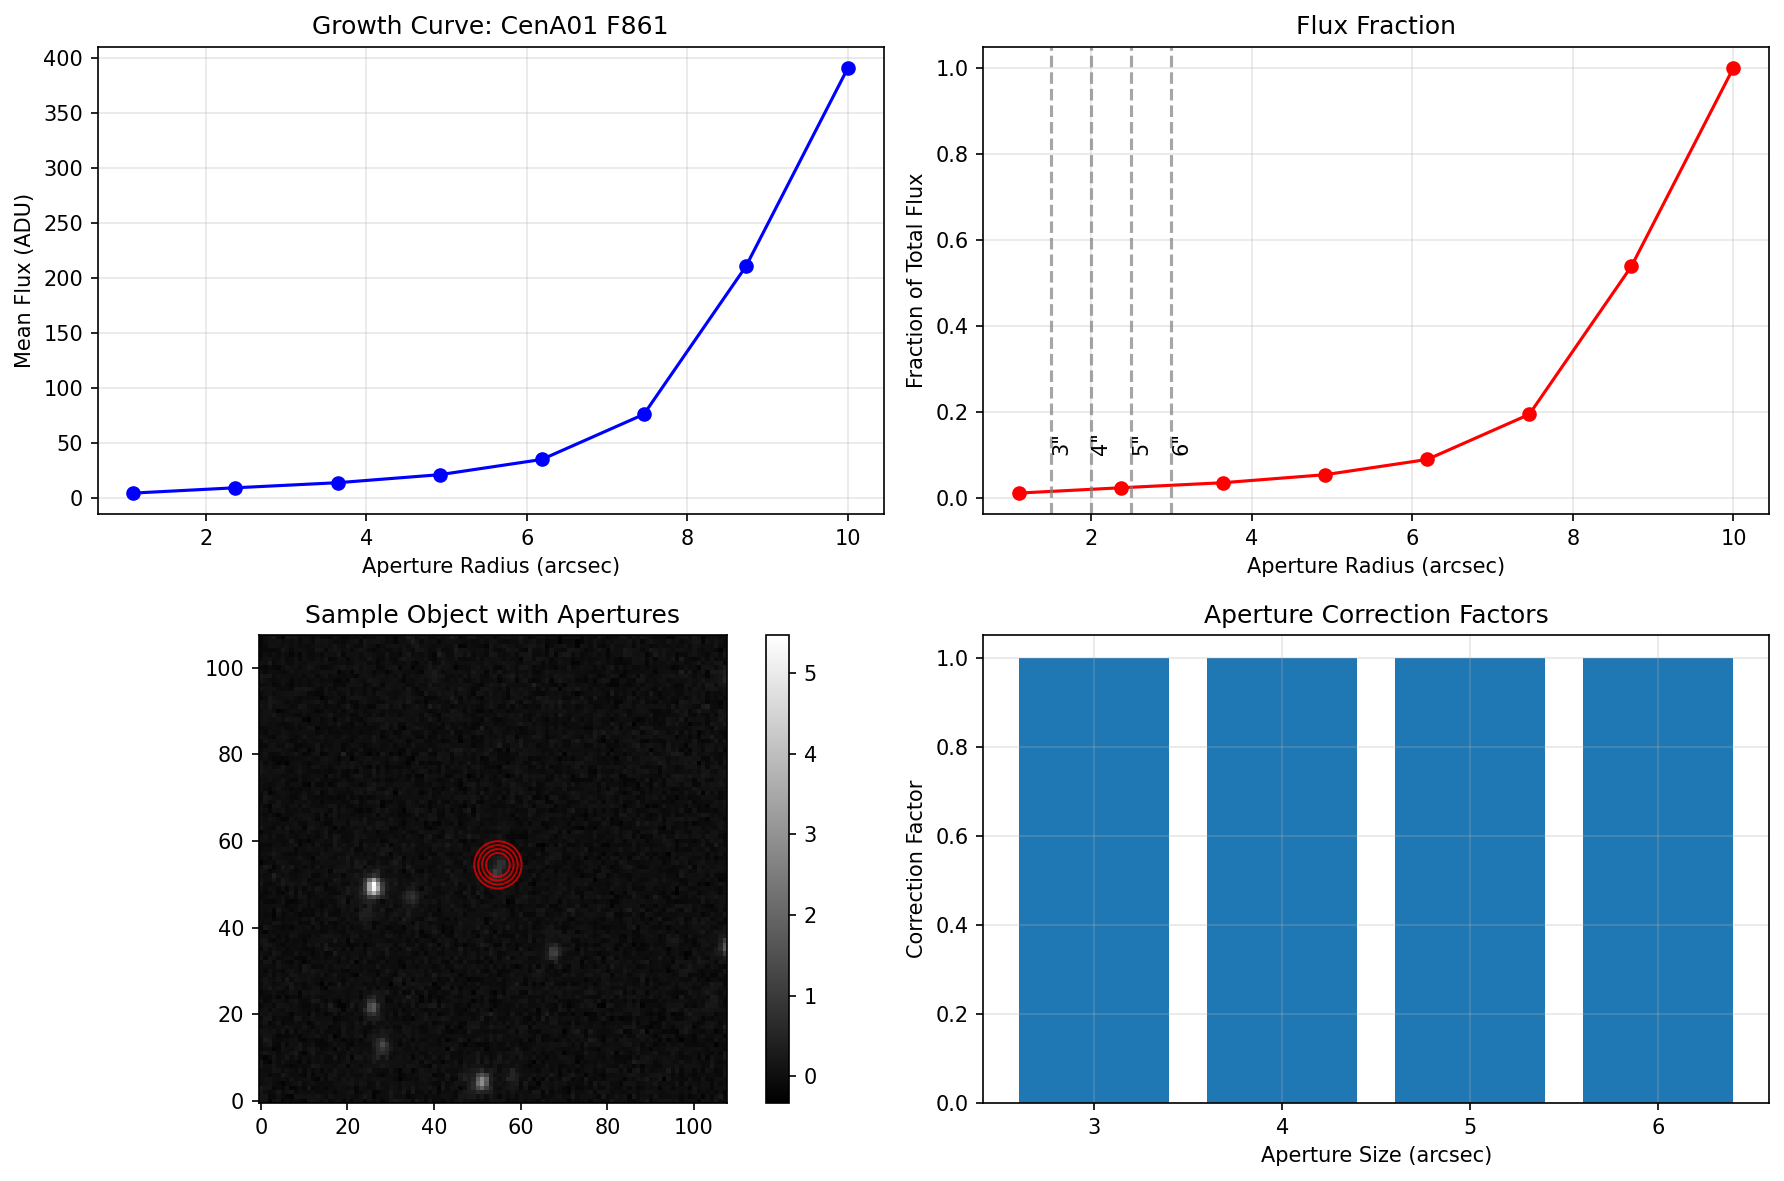 Growth Curve: CenA01 F861
Mean Flux (ADU)
400
350
300
250
200
150
100
50
0
2 4 6 8 10
Aperture Radius (arcsec)
Flux Fraction
Fraction of Total Flux
1.0
0.8
0.6
0.4
0.2
0.0
3"
4"
5"
6"
2 4 6 8 10
Aperture Radius (arcsec)
Sample Object with Apertures
100
80
60
40
20
0
0 20 40 60 80 100
5
4
3
2
1
0
Aperture Correction Factors
Correction Factor
1.0
0.8
0.6
0.4
0.2
0.0
3 4 5 6
Aperture Size (arcsec)